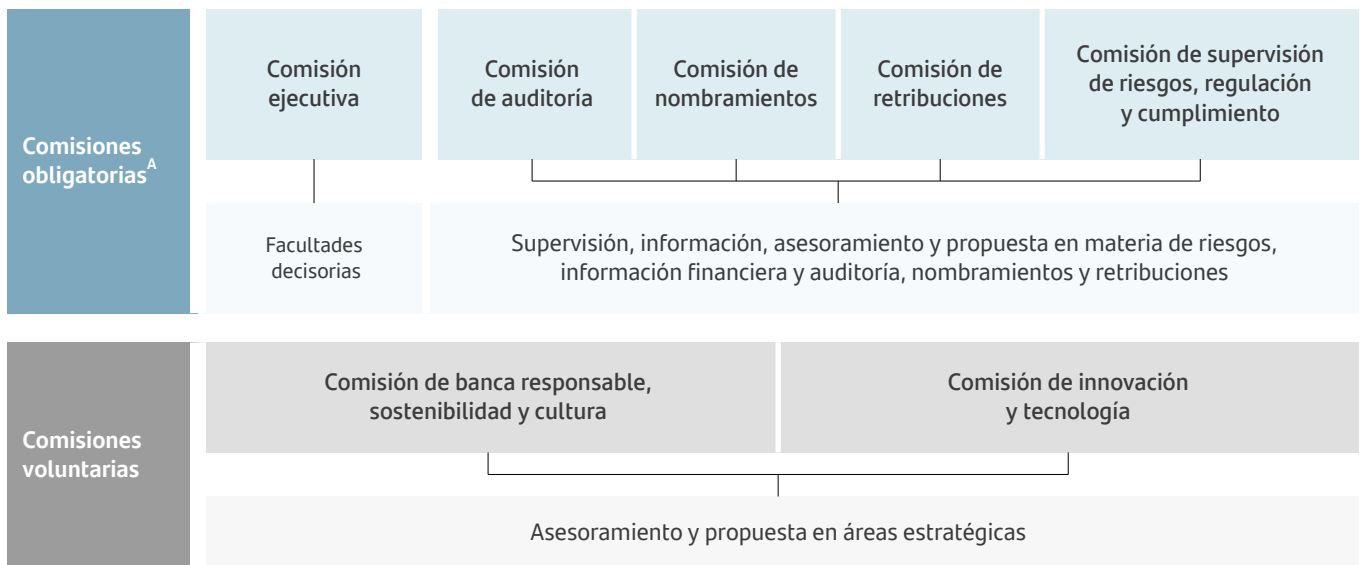 Comisiones
obligatorias^A
Comisión
ejecutiva
Comisión
de auditoría
Comisión de
nombramientos
Comisión de
retribuciones
Comisión de supervisión
de riesgos, regulación
y cumplimiento
Facultades
decisorias
Supervisión, información, asesoramiento y propuesta en materia de riesgos,
información financiera y auditoría, nombramientos y retribuciones
Comisiones
voluntarias
Comisión de banca responsable,
sostenibilidad y cultura
Comisión de innovación
y tecnología
Asesoramiento y propuesta en áreas estratégicas